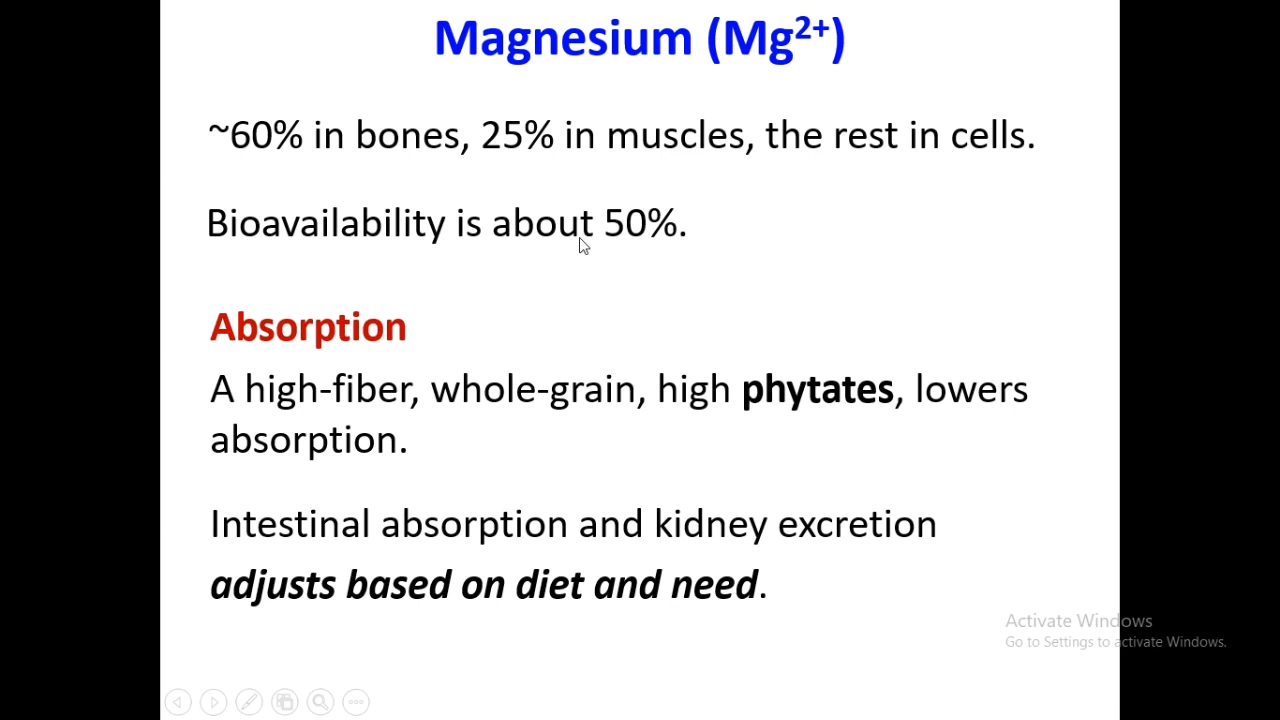 Magnesium (Mg²⁺)
~60% in bones, 25% in muscles, the rest in cells.
Bioavailability is about 50%.
Absorption
A high-fiber, whole-grain, high phytates, lowers
absorption.
Intestinal absorption and kidney excretion
adjusts based on diet and need.
Activate Windows
Go to Settings to activate Windows.